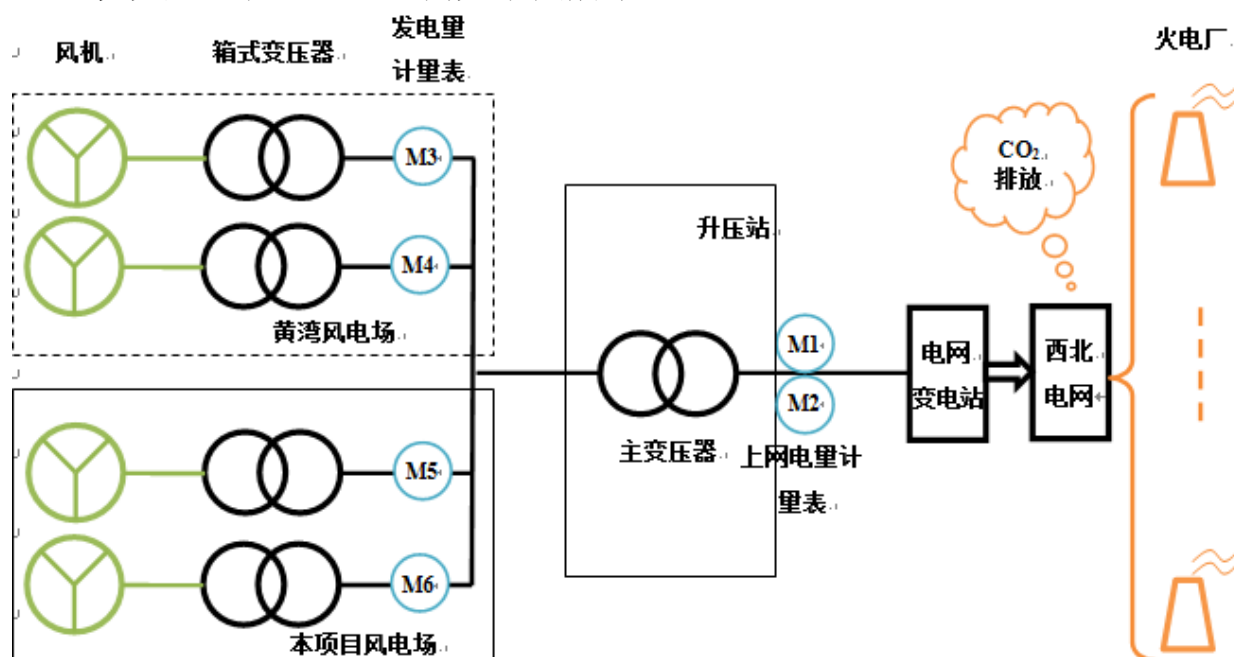 风机
箱式变压器
发电量
计量表
火电厂
M3
M4
黄湾风电场
CO₂
排放
升压站
M1
M2
电网
变电站
西北
电网
主变压器
上网电量计
量表
M5
M6
本项目风电场